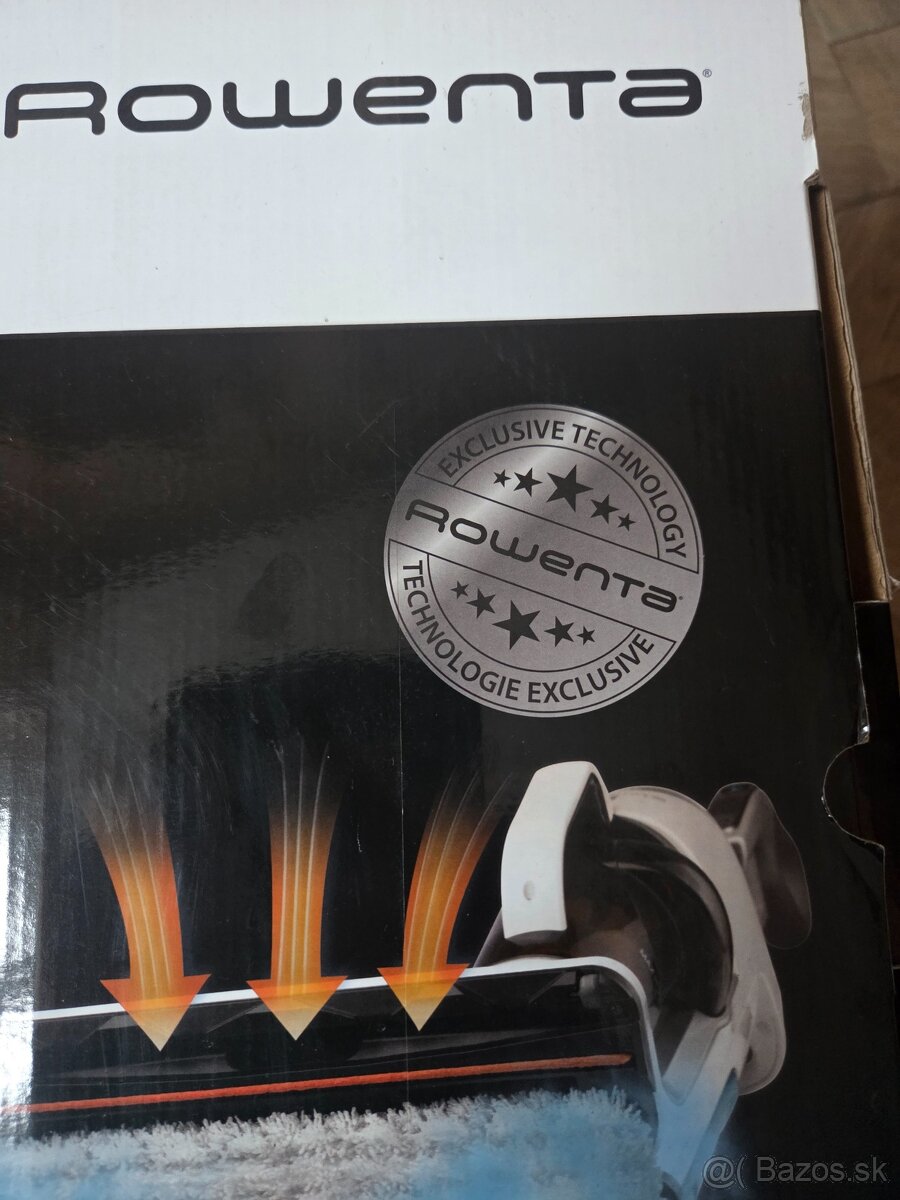 Rowenta®
EXCLUSIVE TECHNOLOGY
Rowenta
TECHNOLOGIE EXCLUSIVE
@( Bazos.sk